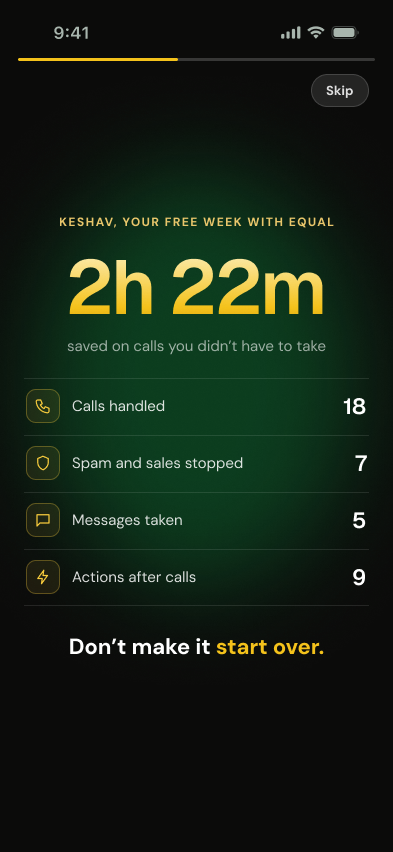 9:41
Skip
KESHAV, YOUR FREE WEEK WITH EQUAL
2h 22m
saved on calls you didn’t have to take
Calls handled 18
Spam and sales stopped 7
Messages taken 5
Actions after calls 9
Don’t make it start over.